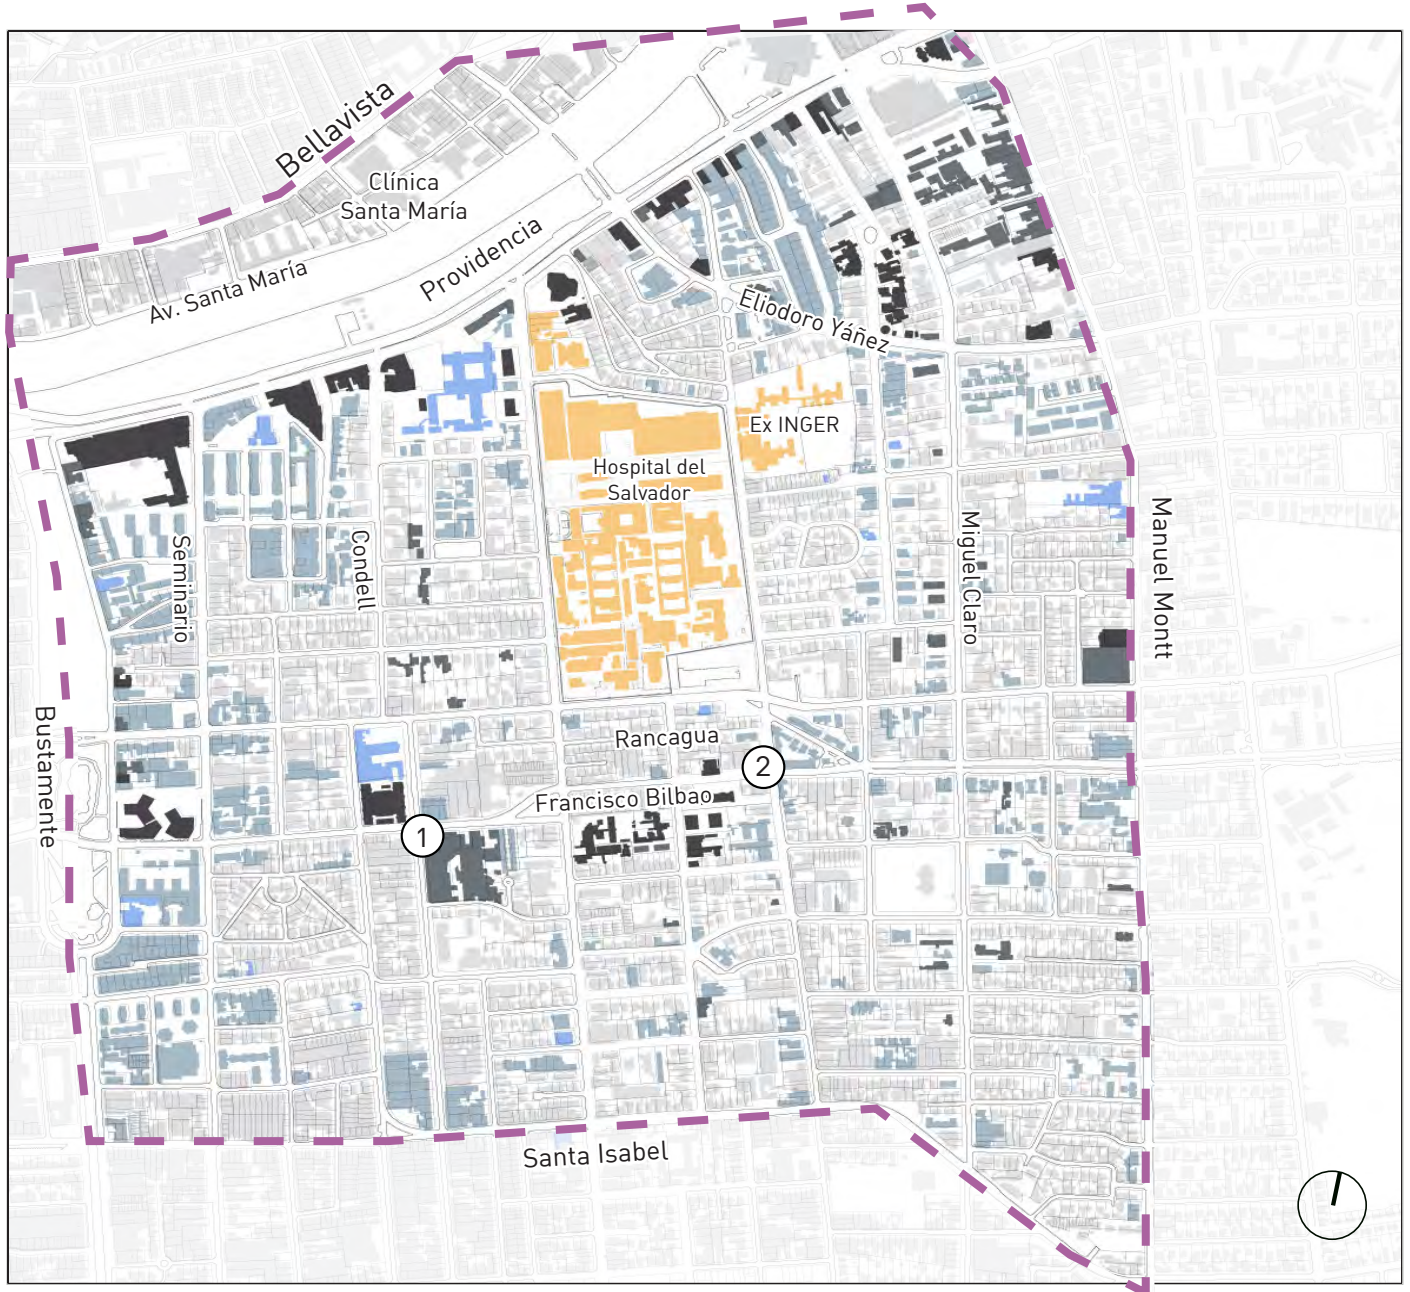 Bellavista
Clínica
Santa María
Av. Santa María
Providencia
Eliodoro Yáñez
Ex INGER
Hospital del
Salvador
Seminario
Condell
Miguel Claro
Manuel Montt
Bustamente
Rancagua
2
Francisco Bilbao
1
Santa Isabel